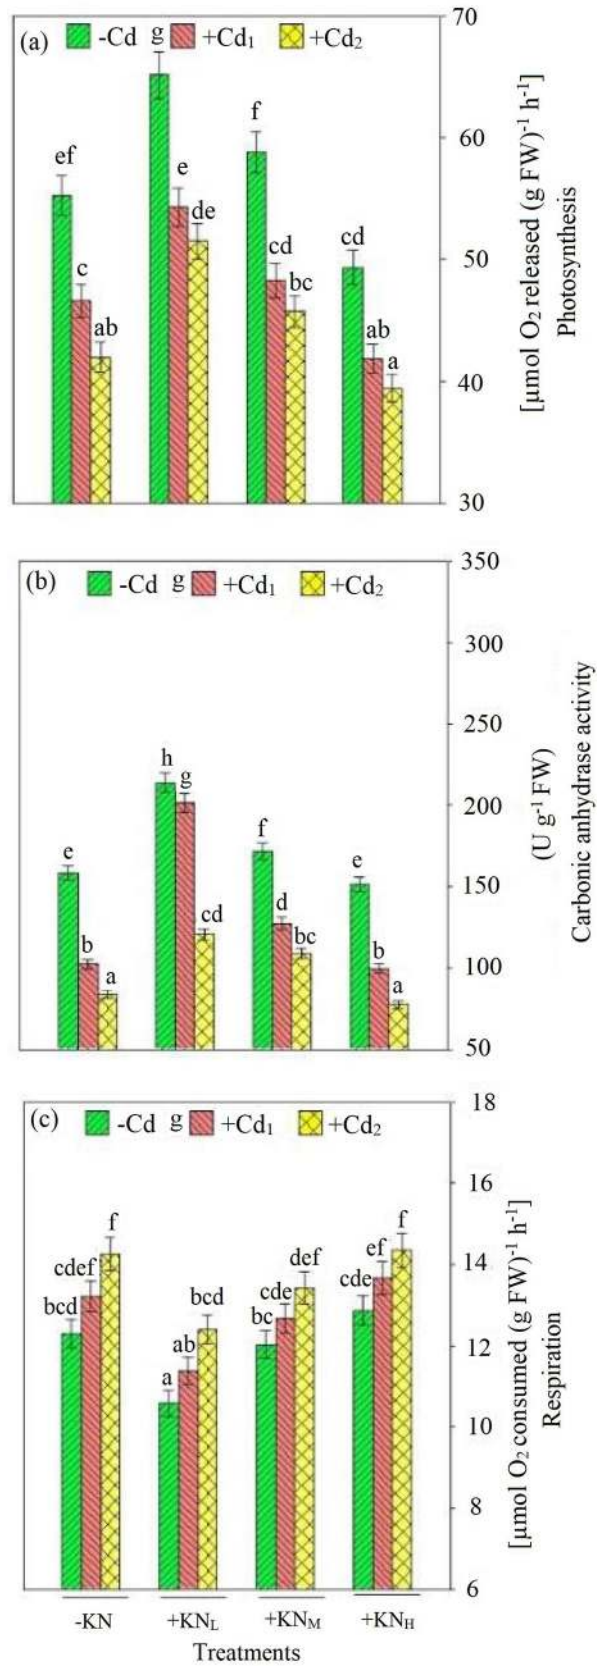 (a) -Cd g +Cd₁ +Cd₂
70
60
50
40
30
ef c ab
g e de
f cd bc
cd ab a
[µmol O₂ released (g FW)⁻¹ h⁻¹]
Photosynthesis
(b) -Cd g +Cd₁ +Cd₂
350
300
250
200
150
100
50
e b a
h g cd
f d bc
e b a
(U g⁻¹ FW)
Carbonic anhydrase activity
(c) -Cd g +Cd₁ +Cd₂
18
16
14
12
10
8
6
bcd cdef f
a ab bcd
bc cde def
cde ef f
[µmol O₂ consumed (g FW)⁻¹ h⁻¹]
Respiration
-KN +KN_L +KN_M +KN_H
Treatments